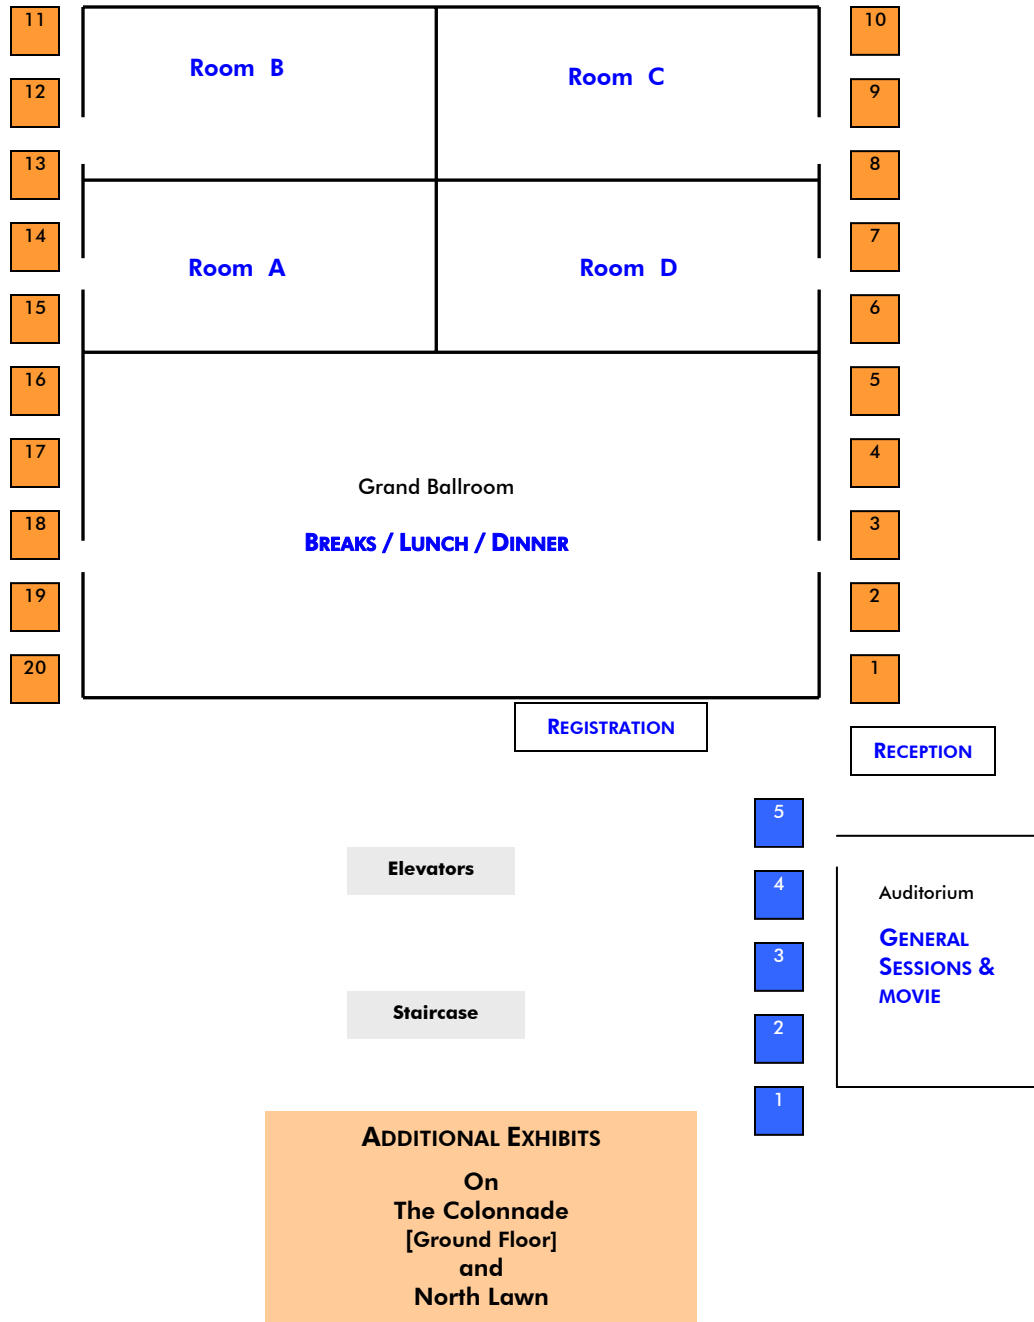 11
10
Room B
Room C
12
9
13
8
14
7
Room A
Room D
15
6
16
5
17
4
Grand Ballroom
18
3
BREAKS / LUNCH / DINNER
19
2
20
1
REGISTRATION
RECEPTION
5
Elevators
4
Auditorium
GENERAL
SESSIONS &
MOVIE
3
Staircase
2
1
ADDITIONAL EXHIBITS
On
The Colonnade
[Ground Floor]
and
North Lawn